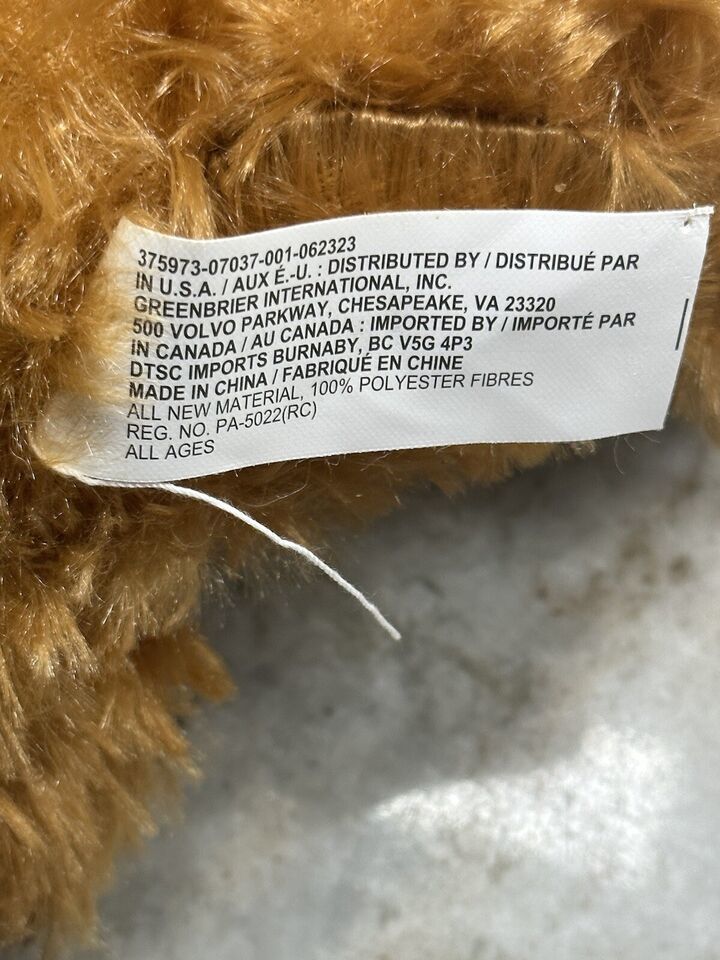 375973-07037-001-062323
IN U.S.A. / AUX É.-U. : DISTRIBUTED BY / DISTRIBUÉ PAR
GREENBRIER INTERNATIONAL, INC.
500 VOLVO PARKWAY, CHESAPEAKE, VA 23320
IN CANADA / AU CANADA : IMPORTED BY / IMPORTÉ PAR
DTSC IMPORTS BURNABY, BC V5G 4P3
MADE IN CHINA / FABRIQUÉ EN CHINE
ALL NEW MATERIAL, 100% POLYESTER FIBRES
REG. NO. PA-5022(RC)
ALL AGES